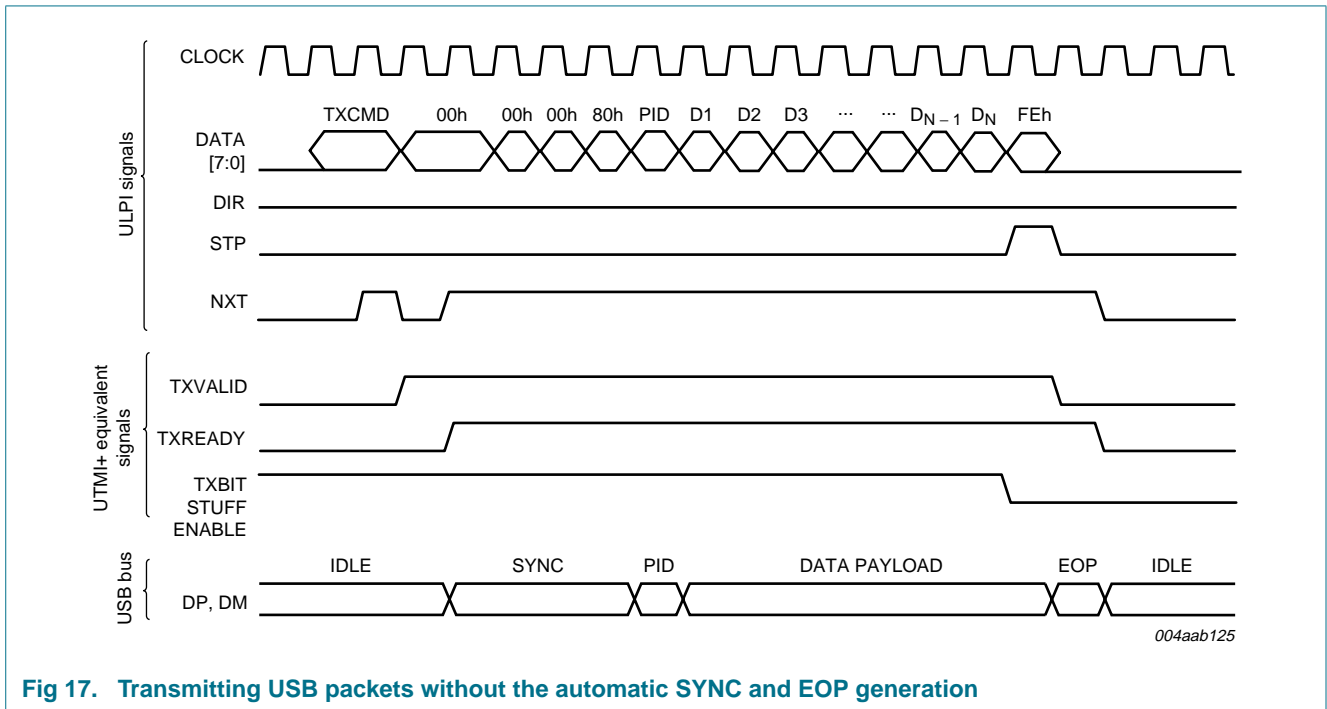 CLOCK
TXCMD 00h 00h 00h 80h PID D1 D2 D3 ... ... DN − 1 DN FEh
DATA
[7:0]
DIR
STP
NXT
ULPI signals
TXVALID
TXREADY
TXBIT
STUFF
ENABLE
UTMI+ equivalent
signals
IDLE SYNC PID DATA PAYLOAD EOP IDLE
DP, DM
USB bus
004aab125
Fig 17. Transmitting USB packets without the automatic SYNC and EOP generation